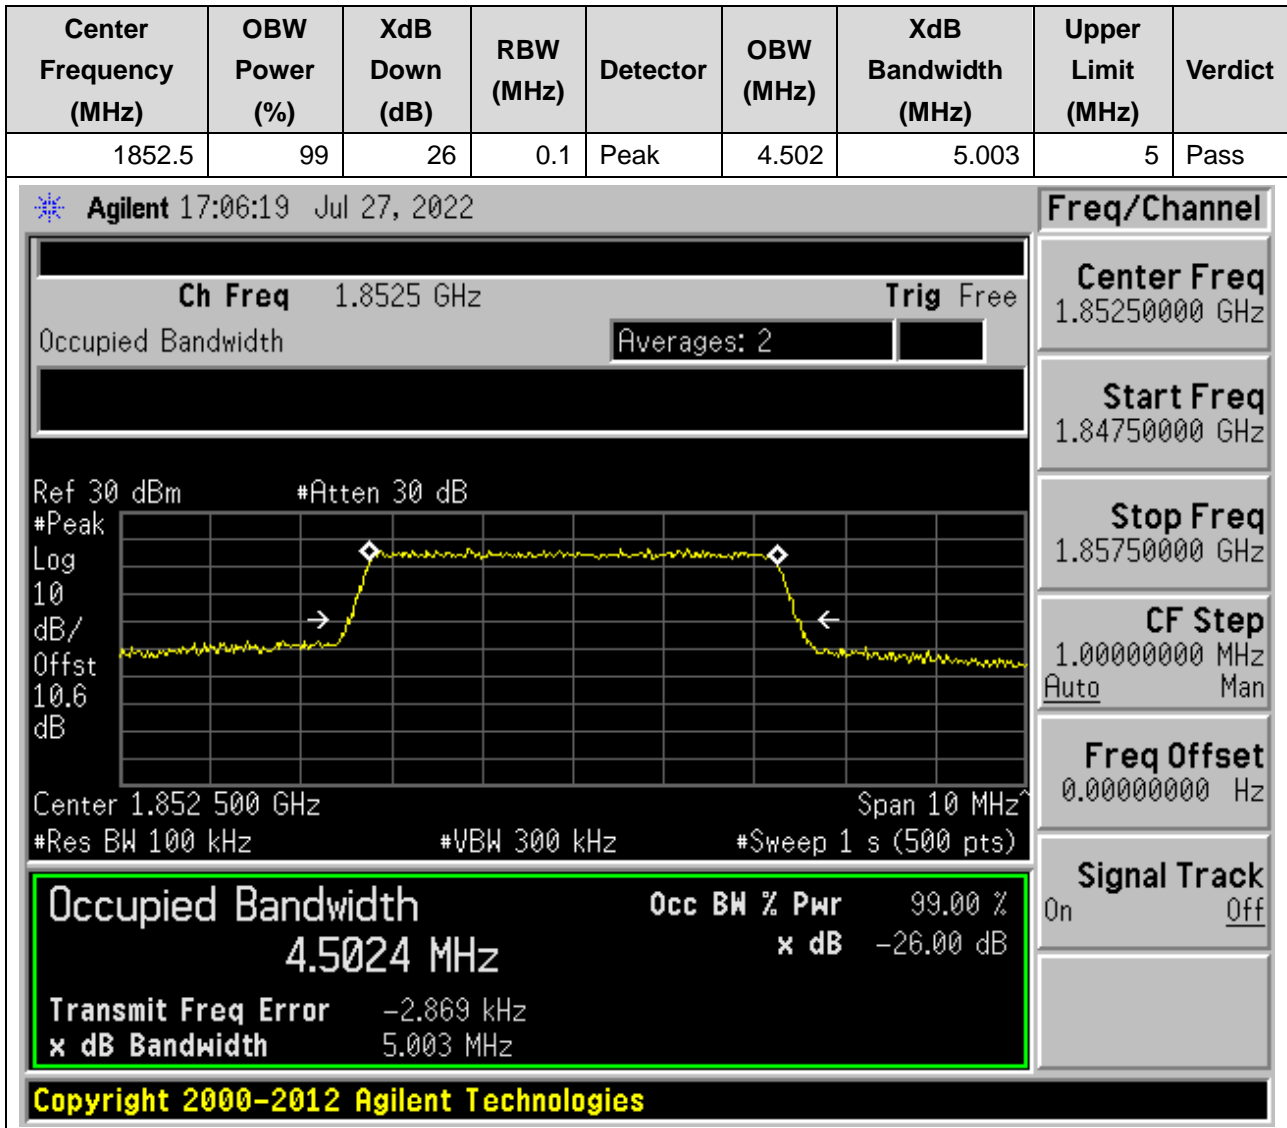 Center Frequency (MHz) OBW Power (%) XdB Down (dB) RBW (MHz) Detector OBW (MHz) XdB Bandwidth (MHz) Upper Limit (MHz) Verdict
1852.5 99 26 0.1 Peak 4.502 5.003 5 Pass
Agilent 17:06:19 Jul 27, 2022
Freq/Channel
Ch Freq 1.8525 GHz Trig Free
Occupied Bandwidth Averages: 2
Center Freq
1.85250000 GHz
Start Freq
1.84750000 GHz
Stop Freq
1.85750000 GHz
CF Step
1.00000000 MHz
Auto Man
Freq Offset
0.00000000 Hz
Signal Track
On Off
Ref 30 dBm #Atten 30 dB
#Peak
Log
10
dB/
Offst
10.6
dB
Center 1.852 500 GHz Span 10 MHz^
#Res BW 100 kHz #VBW 300 kHz #Sweep 1 s (500 pts)
Occupied Bandwidth Occ BW % Pwr 99.00 %
4.5024 MHz x dB -26.00 dB
Transmit Freq Error -2.869 kHz
x dB Bandwidth 5.003 MHz
Copyright 2000-2012 Agilent Technologies